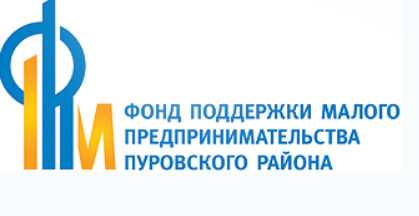 ФОНД ПОДДЕРЖКИ МАЛОГО
ПРЕДПРИНИМАТЕЛЬСТВА
ПУРОВСКОГО РАЙОНА